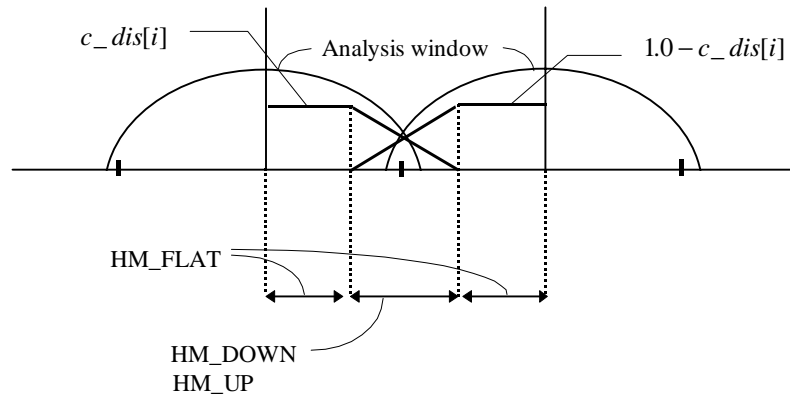 c_dis[i]
Analysis window
1.0 − c_dis[i]
HM_FLAT
HM_DOWN
HM_UP